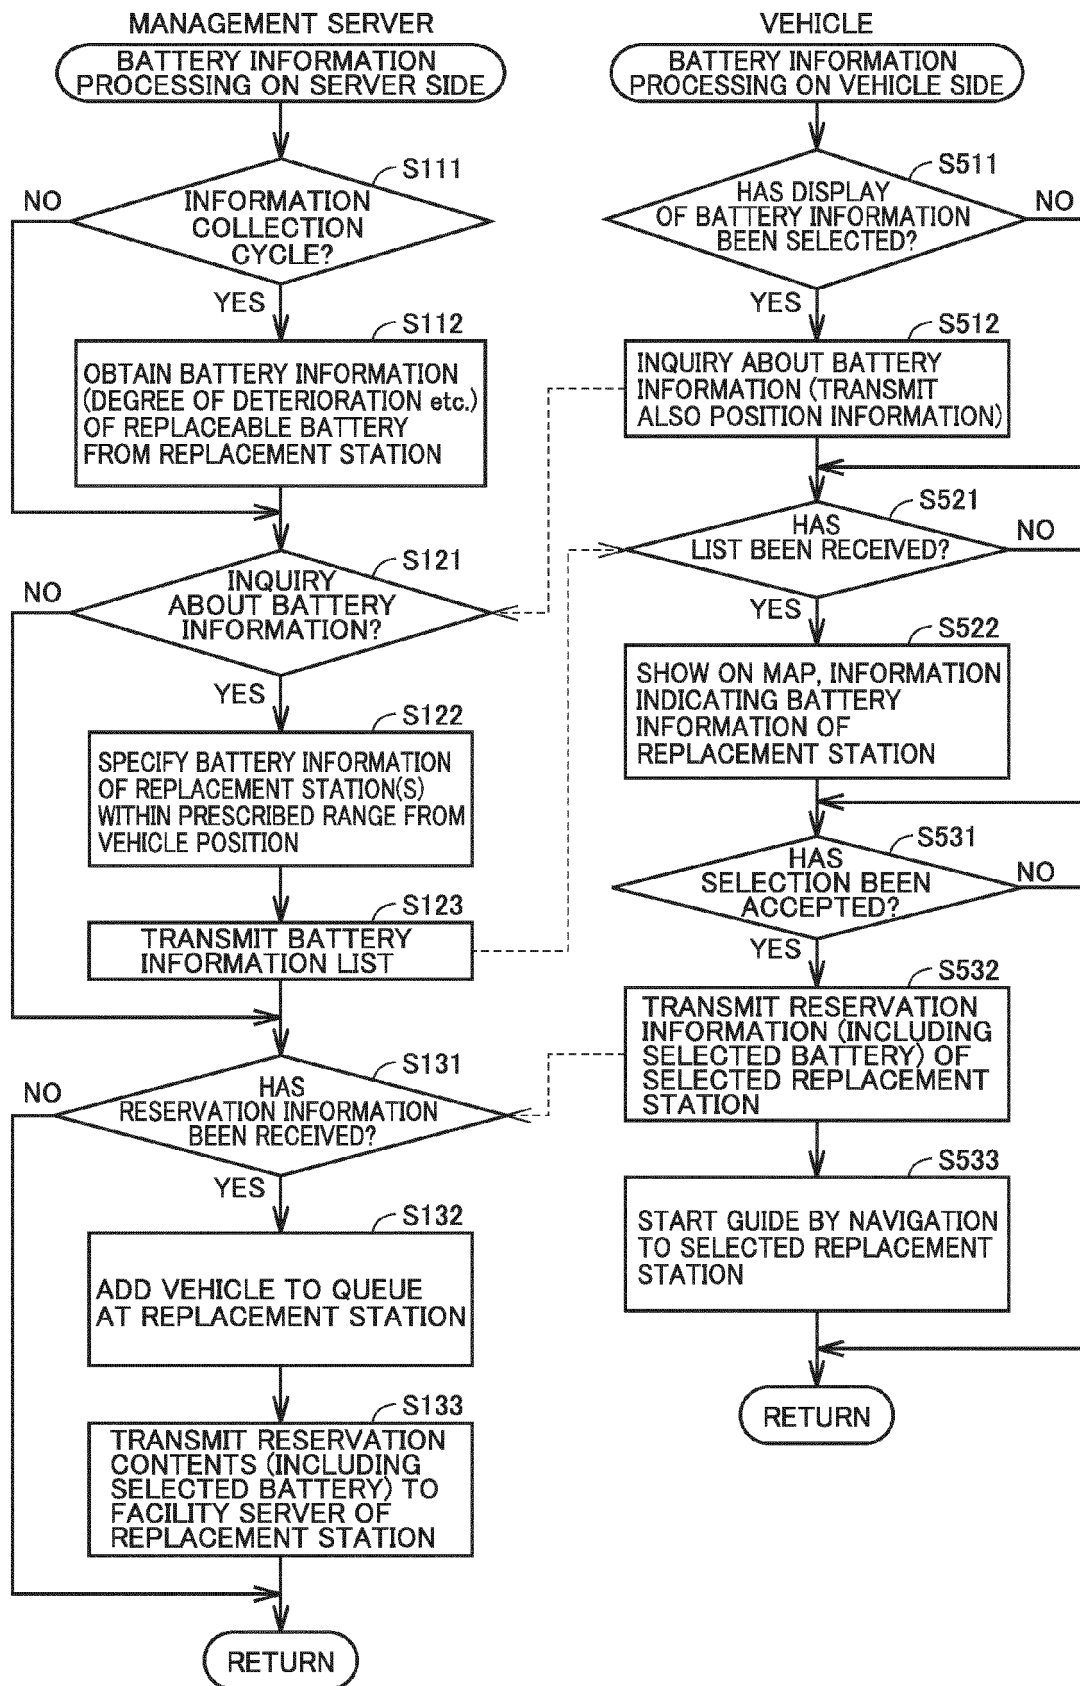 MANAGEMENT SERVER
BATTERY INFORMATION
PROCESSING ON SERVER SIDE
S111
NO
INFORMATION
COLLECTION
CYCLE?
YES
S112
OBTAIN BATTERY INFORMATION
(DEGREE OF DETERIORATION etc.)
OF REPLACEABLE BATTERY
FROM REPLACEMENT STATION
S121
NO
INQUIRY
ABOUT BATTERY
INFORMATION?
YES
S122
SPECIFY BATTERY INFORMATION
OF REPLACEMENT STATION(S)
WITHIN PRESCRIBED RANGE FROM
VEHICLE POSITION
S123
TRANSMIT BATTERY
INFORMATION LIST
S131
NO
HAS
RESERVATION INFORMATION
BEEN RECEIVED?
YES
S132
ADD VEHICLE TO QUEUE
AT REPLACEMENT STATION
S133
TRANSMIT RESERVATION
CONTENTS (INCLUDING
SELECTED BATTERY) TO
FACILITY SERVER OF
REPLACEMENT STATION
RETURN
VEHICLE
BATTERY INFORMATION
PROCESSING ON VEHICLE SIDE
S511
HAS DISPLAY
OF BATTERY INFORMATION
BEEN SELECTED?
NO
YES
S512
INQUIRY ABOUT BATTERY
INFORMATION (TRANSMIT
ALSO POSITION INFORMATION)
S521
HAS
LIST BEEN RECEIVED?
NO
YES
S522
SHOW ON MAP, INFORMATION
INDICATING BATTERY
INFORMATION OF
REPLACEMENT STATION
S531
HAS
SELECTION BEEN
ACCEPTED?
NO
YES
S532
TRANSMIT RESERVATION
INFORMATION (INCLUDING
SELECTED BATTERY) OF
SELECTED REPLACEMENT
STATION
S533
START GUIDE BY NAVIGATION
TO SELECTED REPLACEMENT
STATION
RETURN